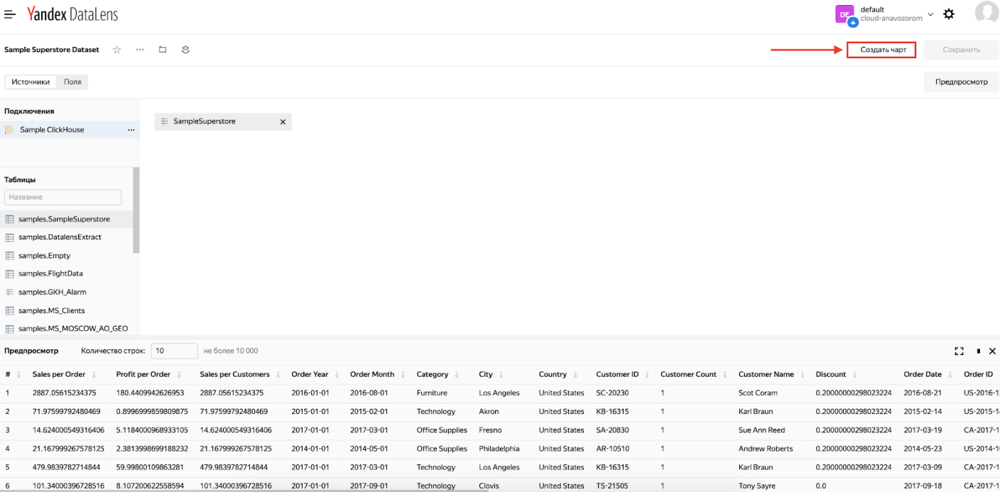 Yandex DataLens
DE default
cloud-anavozorom
Sample Superstore Dataset
Создать чарт
Сохранить
Источники Поля
Предпросмотр
Подключения
Sample ClickHouse
SampleSuperstore
Таблицы
Название
samples.SampleSuperstore
samples.DatalensExtract
samples.Empty
samples.FlightData
samples.GKH_Alarm
samples.MS_Clients
samples.MS_MOSCOW_AO_GEO
Предпросмотр Количество строк: 10 не более 10 000
# Sales per Order Profit per Order Sales per Customers Order Year Order Month Category City Country Customer ID Customer Count Customer Name Discount Order Date Order ID
1 2887.05615234375 180.4409942626953 2887.05615234375 2016-01-01 2016-08-01 Furniture Los Angeles United States SC-20230 1 Scot Coram 0.20000000298023224 2016-08-21 US-2016-1
2 71.97599792480469 0.8996999859809875 71.97599792480469 2015-01-01 2015-02-01 Technology Akron United States KB-16315 1 Karl Braun 0.20000000298023224 2015-02-14 US-2015-1
3 14.624000549316406 5.1184000968933105 14.624000549316406 2017-01-01 2017-03-01 Office Supplies Fresno United States SA-20830 1 Sue Ann Reed 0.20000000298023224 2017-03-19 CA-2017-1
4 21.167999267578125 2.3813998699188232 21.167999267578125 2014-01-01 2014-05-01 Office Supplies Philadelphia United States AR-10510 1 Andrew Roberts 0.20000000298023224 2014-05-23 US-2014-1
5 479.9839782714844 59.99800109863281 479.9839782714844 2017-01-01 2017-03-01 Technology Los Angeles United States KB-16315 1 Karl Braun 0.20000000298023224 2017-03-09 CA-2017-1
6 101.34000396728516 8.107200622558594 101.34000396728516 2017-01-01 2017-09-01 Technology Clovis United States TS-21505 1 Tony Sayre 0.0 2017-09-18 CA-2017-1